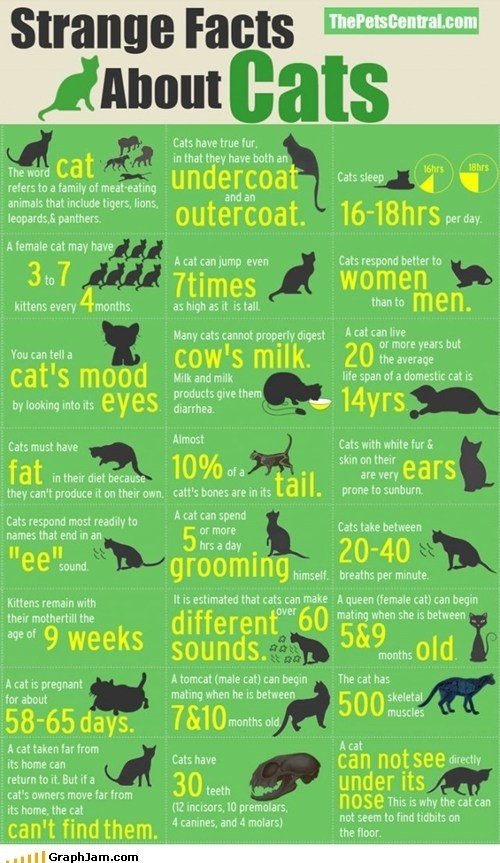 Strange Facts
About Cats
ThePetsCentral.com
The word cat
refers to a family of meat-eating
animals that include tigers, lions,
leopards,& panthers.
Cats have true fur,
in that they have both an
undercoat
and an
outercoat.
Cats sleep
16hrs
18hrs
16-18hrs per day.
A female cat may have
3 to 7
kittens every 4 months.
A cat can jump even
7times
as high as it is tall.
Cats respond better to
women
than to men.
You can tell a
cat's mood
by looking into its eyes.
Many cats cannot properly digest
cow's milk.
Milk and milk
products give them
diarrhea.
A cat can live
20 or more years but
the average
life span of a domestic cat is
14yrs.
Cats must have
fat in their diet because
they can't produce it on their own.
Almost
10% of a
catt's bones are in its tail.
Cats with white fur &
skin on their ears
are very
prone to sunburn.
Cats respond most readily to
names that end in an
"ee" sound.
A cat can spend
5 or more
hrs a day
grooming himself.
Cats take between
20-40
breaths per minute.
Kittens remain with
their mothertill the
age of 9 weeks
It is estimated that cats can make
different over 60
sounds.
A queen (female cat) can begin
mating when she is between
5&9
months old.
A cat is pregnant
for about
58-65 days.
A tomcat (male cat) can begin
mating when he is between
7&10 months old.
The cat has
500 skeletal
muscles
A cat taken far from
its home can
return to it. But if a
cat's owners move far from
its home, the cat
can't find them.
Cats have
30 teeth
(12 incisors, 10 premolars,
4 canines, and 4 molars)
A cat
can not see directly
under its
nose This is why the cat can
not seem to find tidbits on
the floor.
GraphJam.com